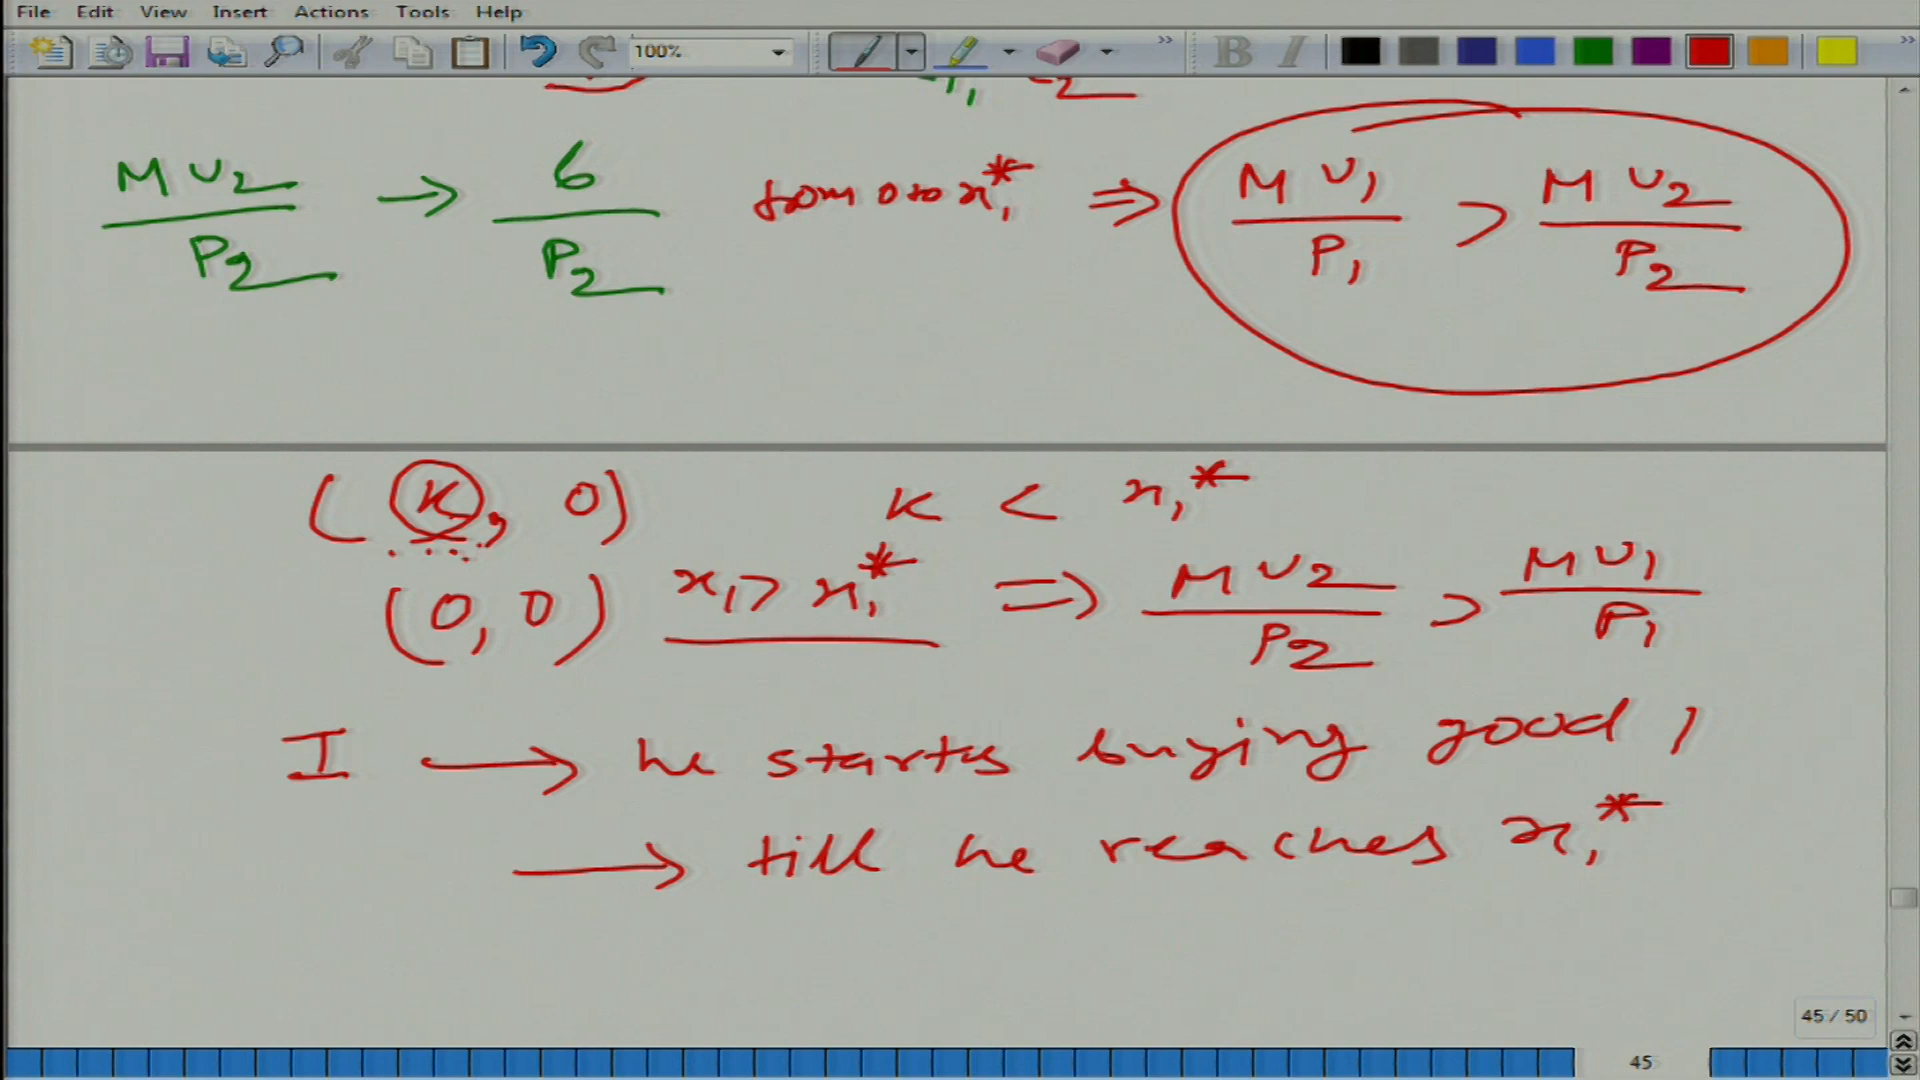 File Edit View Insert Actions Tools Help
100%
B I
MU2 / P2 → 6 / P2 from 0 to x1* ⇒ MU1 / P1 > MU2 / P2
(K, 0) K < x1*
(0, 0) x1 > x1* ⇒ MU2 / P2 > MU1 / P1
I → he starts buying good 1
→ till he reaches x1*
45 / 50
45